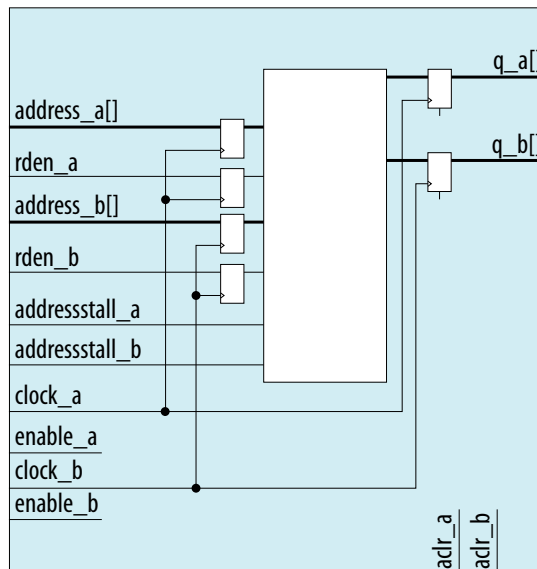 q_a[]
address_a[]
q_b[]
rden_a
address_b[]
rden_b
addressstall_a
addressstall_b
clock_a
enable_a
clock_b
enable_b
aclr_a
aclr_b